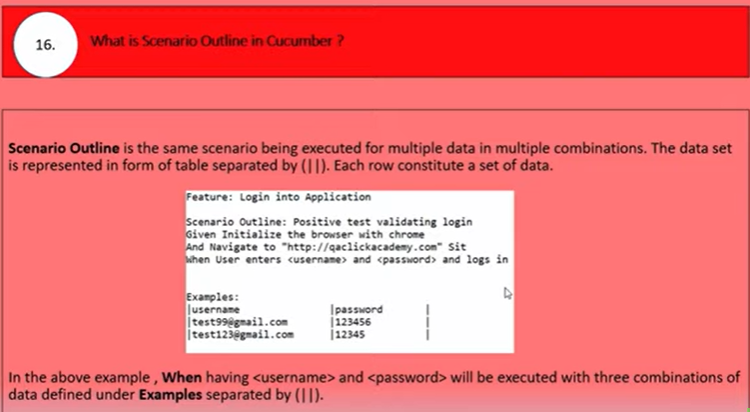 16.
What is Scenario Outline in Cucumber ?
Scenario Outline is the same scenario being executed for multiple data in multiple combinations. The data set
is represented in form of table separated by (||). Each row constitute a set of data.
Feature: Login into Application
Scenario Outline: Positive test validating login
Given Initialize the browser with chrome
And Navigate to "http://qaclickacademy.com" Sit
When User enters <username> and <password> and logs in
Examples:
|username |password |
|test99@gmail.com |123456 |
|test123@gmail.com |12345 |
In the above example , When having <username> and <password> will be executed with three combinations of
data defined under Examples separated by (||).